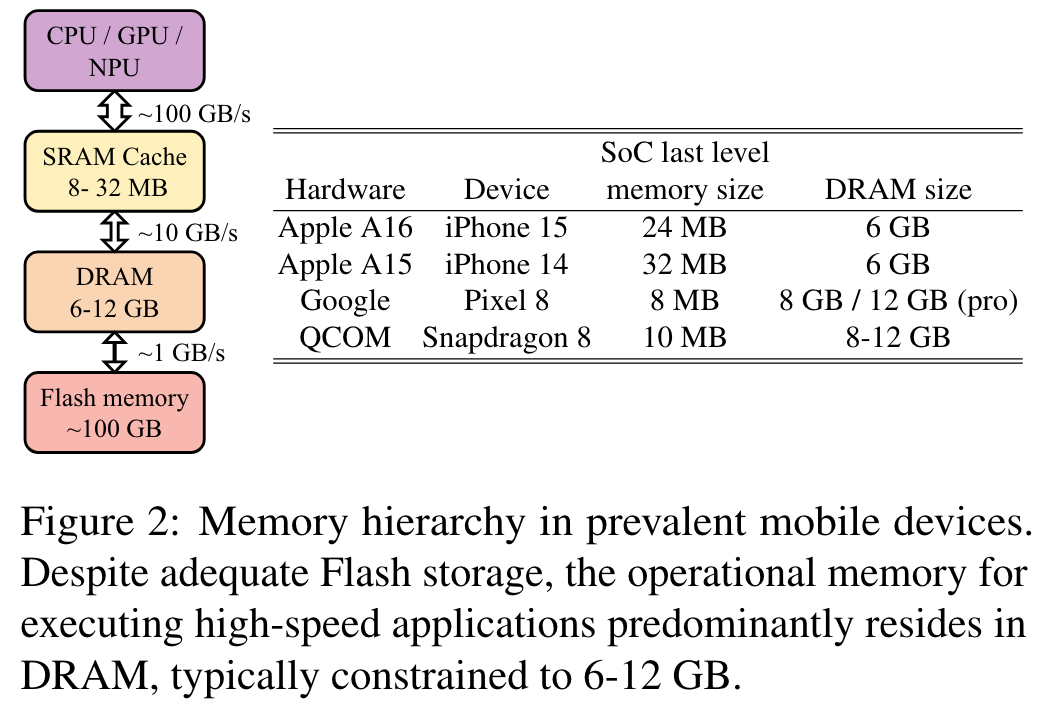 CPU / GPU /
NPU
~100 GB/s
SRAM Cache
8- 32 MB
~10 GB/s
DRAM
6-12 GB
~1 GB/s
Flash memory
~100 GB
SoC last level
Hardware Device memory size DRAM size
Apple A16 iPhone 15 24 MB 6 GB
Apple A15 iPhone 14 32 MB 6 GB
Google Pixel 8 8 MB 8 GB / 12 GB (pro)
QCOM Snapdragon 8 10 MB 8-12 GB
Figure 2: Memory hierarchy in prevalent mobile devices.
Despite adequate Flash storage, the operational memory for
executing high-speed applications predominantly resides in
DRAM, typically constrained to 6-12 GB.